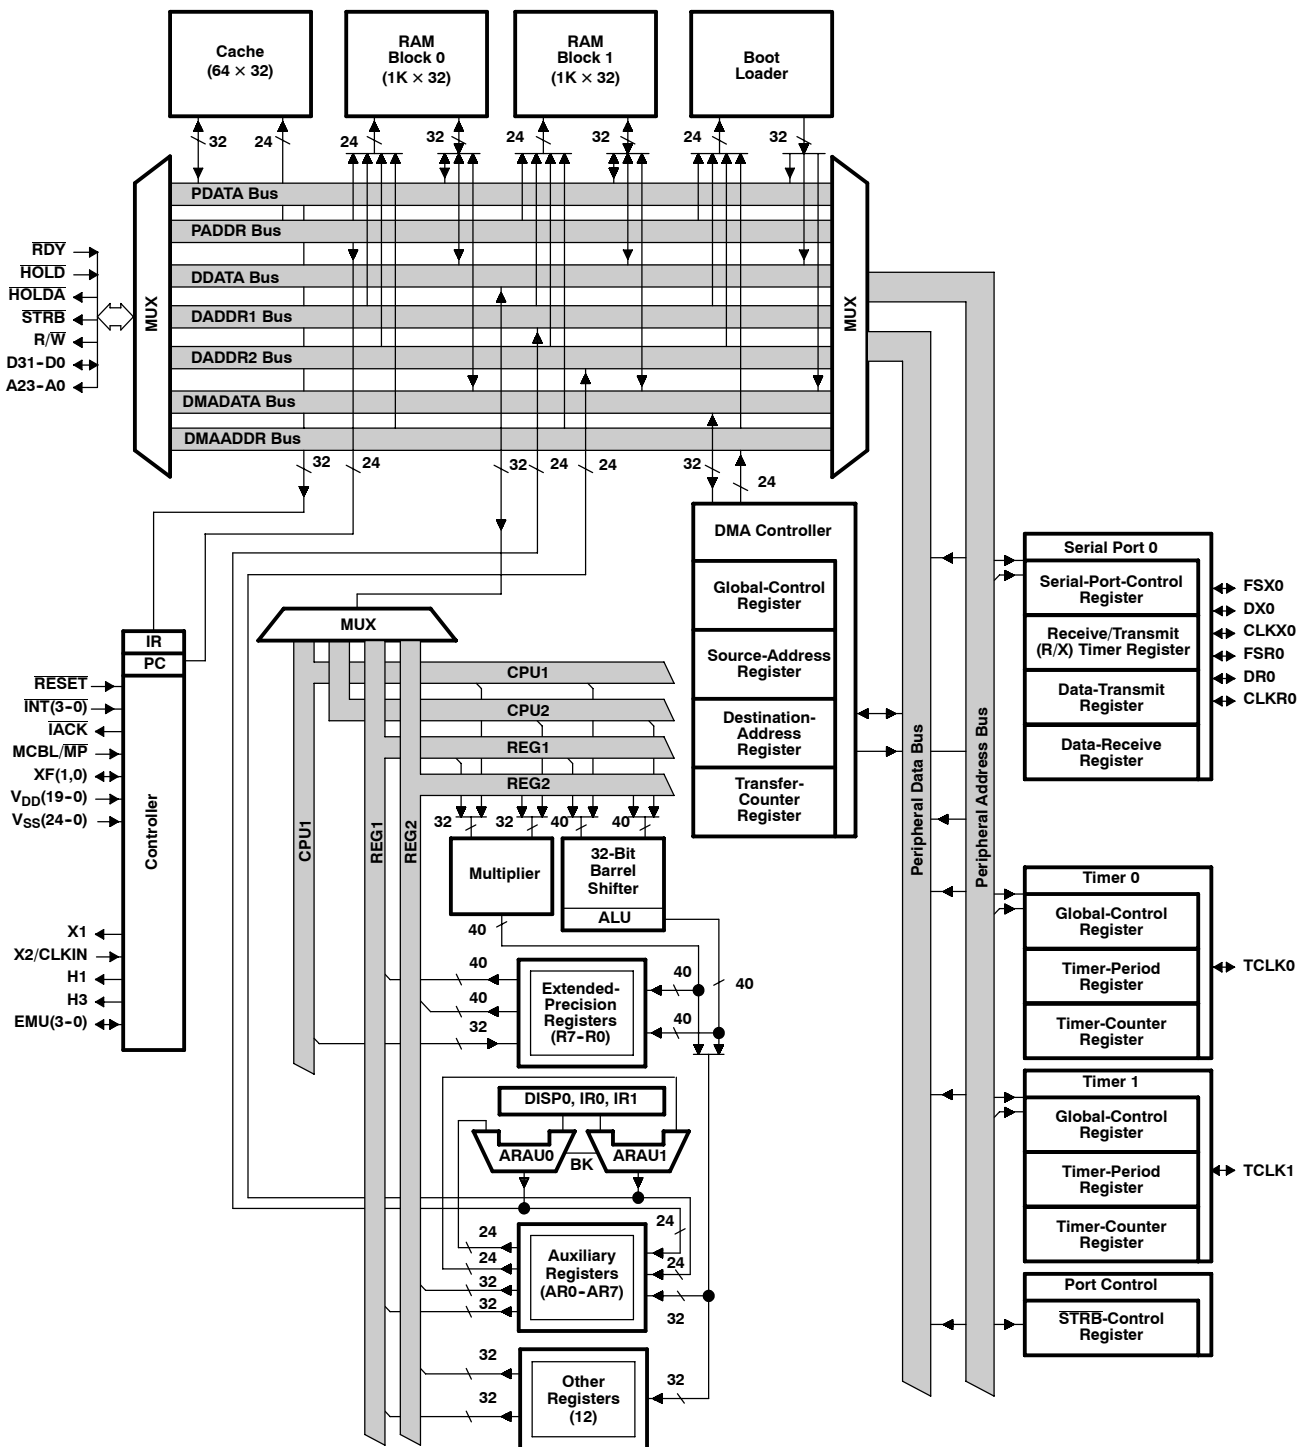 Cache
(64 × 32)
RAM
Block 0
(1K × 32)
RAM
Block 1
(1K × 32)
Boot
Loader
32
24
24
32
24
32
24
32
PDATA Bus
PADDR Bus
DDATA Bus
DADDR1 Bus
DADDR2 Bus
DMADATA Bus
DMAADDR Bus
MUX
MUX
RDY
HOLD
HOLDA
STRB
R/W
D31-D0
A23-A0
32
24
32
24
24
32
24
DMA Controller
Global-Control
Register
Source-Address
Register
Destination-
Address
Register
Transfer-
Counter
Register
Peripheral Data Bus
Peripheral Address Bus
Serial Port 0
Serial-Port-Control
Register
Receive/Transmit
(R/X) Timer Register
Data-Transmit
Register
Data-Receive
Register
FSX0
DX0
CLKX0
FSR0
DR0
CLKR0
MUX
IR
PC
Controller
RESET
INT(3-0)
IACK
MCBL/MP
XF(1,0)
VDD(19-0)
VSS(24-0)
X1
X2/CLKIN
H1
H3
EMU(3-0)
CPU1
CPU2
REG1
REG2
CPU1
REG1
REG2
32
32
40
40
Multiplier
32-Bit
Barrel
Shifter
ALU
40
40
40
40
32
40
40
Extended-
Precision
Registers
(R7-R0)
DISP0, IR0, IR1
ARAU0
BK
ARAU1
24
24
24
32
32
24
32
Auxiliary
Registers
(AR0-AR7)
32
32
32
Other
Registers
(12)
Timer 0
Global-Control
Register
Timer-Period
Register
Timer-Counter
Register
TCLK0
Timer 1
Global-Control
Register
Timer-Period
Register
Timer-Counter
Register
TCLK1
Port Control
STRB-Control
Register